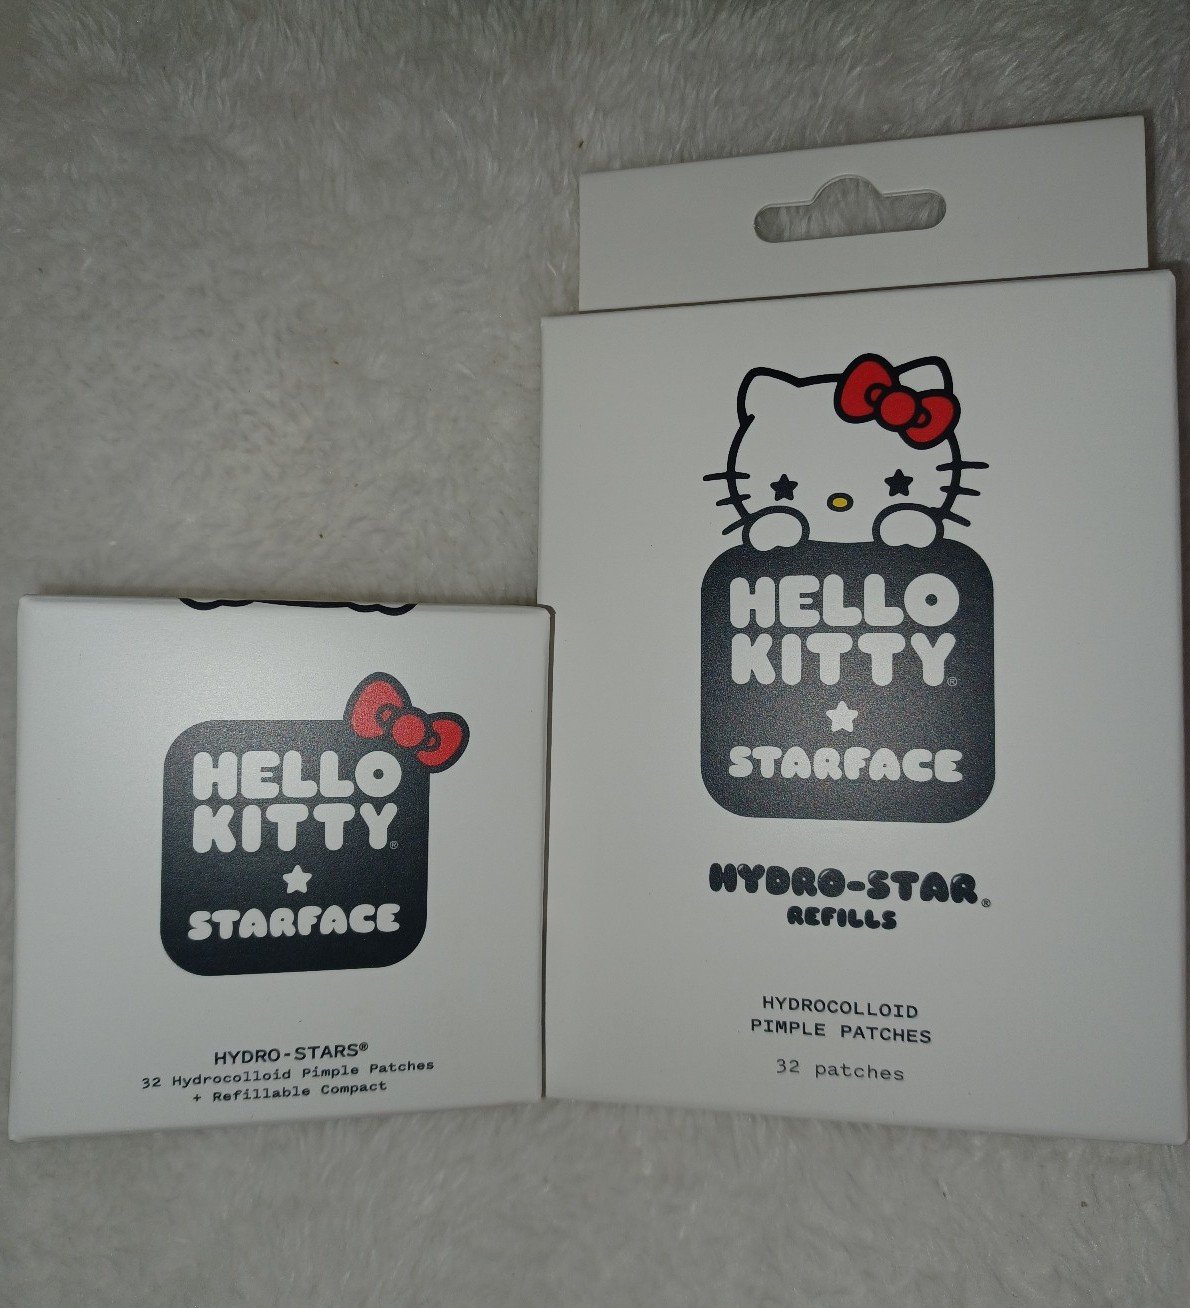 HELLO
KITTY®
STARFACE
HYDRO-STARS®
32 Hydrocolloid Pimple Patches
+ Refillable Compact
HELLO
KITTY®
STARFACE
HYDRO-STAR®
REFILLS
HYDROCOLLOID
PIMPLE PATCHES
32 patches